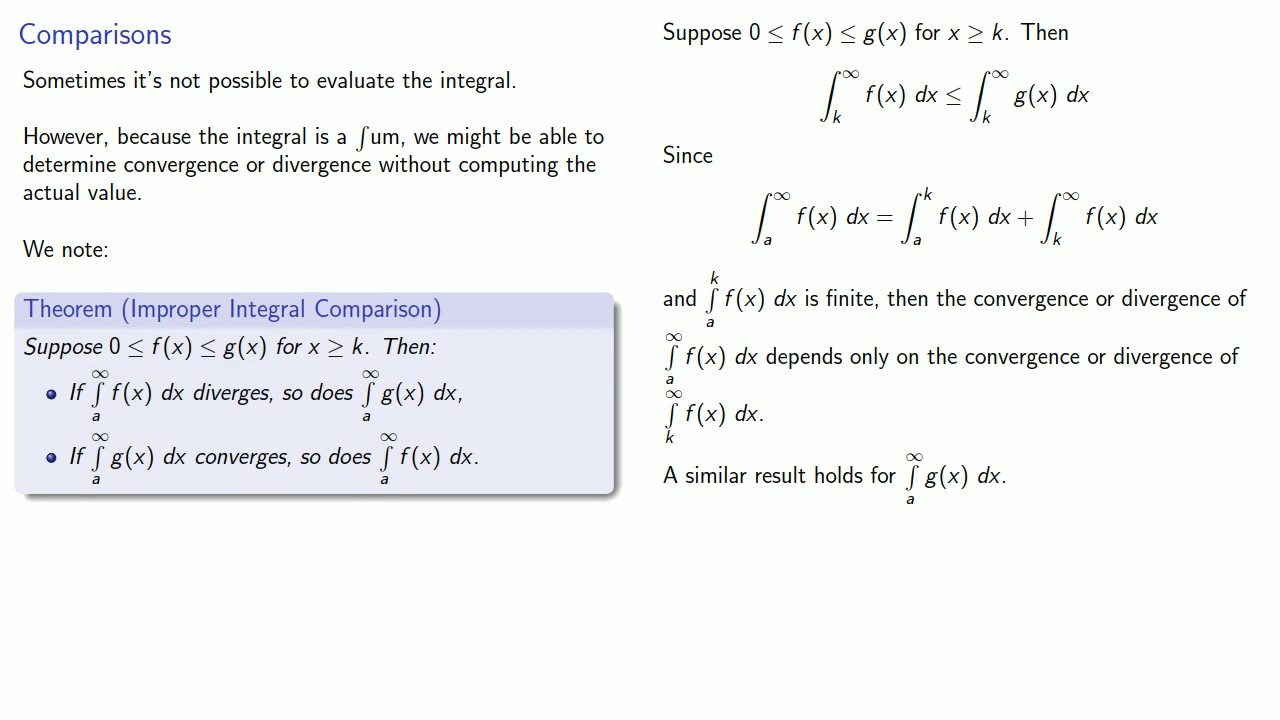 Comparisons
Sometimes it's not possible to evaluate the integral.
However, because the integral is a ∫um, we might be able to
determine convergence or divergence without computing the
actual value.
We note:
Theorem (Improper Integral Comparison)
Suppose 0 ≤ f(x) ≤ g(x) for x ≥ k. Then:
If ∫_a^∞ f(x) dx diverges, so does ∫_a^∞ g(x) dx,
If ∫_a^∞ g(x) dx converges, so does ∫_a^∞ f(x) dx.
Suppose 0 ≤ f(x) ≤ g(x) for x ≥ k. Then
∫_k^∞ f(x) dx ≤ ∫_k^∞ g(x) dx
Since
∫_a^∞ f(x) dx = ∫_a^k f(x) dx + ∫_k^∞ f(x) dx
and ∫_a^k f(x) dx is finite, then the convergence or divergence of
∫_a^∞ f(x) dx depends only on the convergence or divergence of
∫_k^∞ f(x) dx.
A similar result holds for ∫_a^∞ g(x) dx.